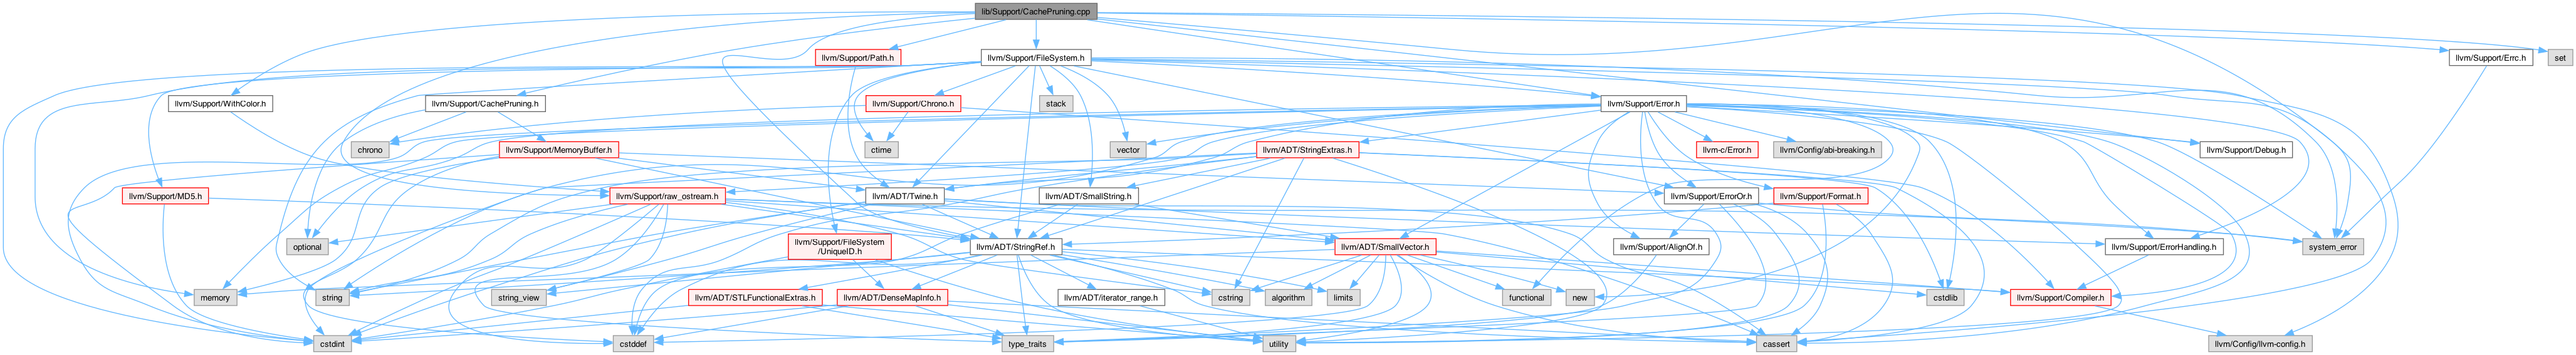 lib/Support/CachePruning.cpp
llvm/Support/Path.h
llvm/Support/FileSystem.h
llvm/Support/Errc.h
set
llvm/Support/WithColor.h
llvm/Support/CachePruning.h
llvm/Support/Chrono.h
stack
llvm/Support/Error.h
chrono
llvm/Support/MemoryBuffer.h
ctime
vector
llvm/ADT/StringExtras.h
llvm-c/Error.h
llvm/Config/abi-breaking.h
llvm/Support/Debug.h
llvm/Support/MD5.h
llvm/Support/raw_ostream.h
llvm/ADT/Twine.h
llvm/ADT/SmallString.h
llvm/Support/ErrorOr.h
llvm/Support/Format.h
optional
llvm/Support/FileSystem
/UniqueID.h
llvm/ADT/StringRef.h
llvm/ADT/SmallVector.h
llvm/Support/AlignOf.h
llvm/Support/ErrorHandling.h
system_error
memory
string
string_view
llvm/ADT/STLFunctionalExtras.h
llvm/ADT/DenseMapInfo.h
llvm/ADT/iterator_range.h
cstring
algorithm
limits
functional
new
cstdlib
llvm/Support/Compiler.h
cstdint
cstddef
type_traits
utility
cassert
llvm/Config/llvm-config.h